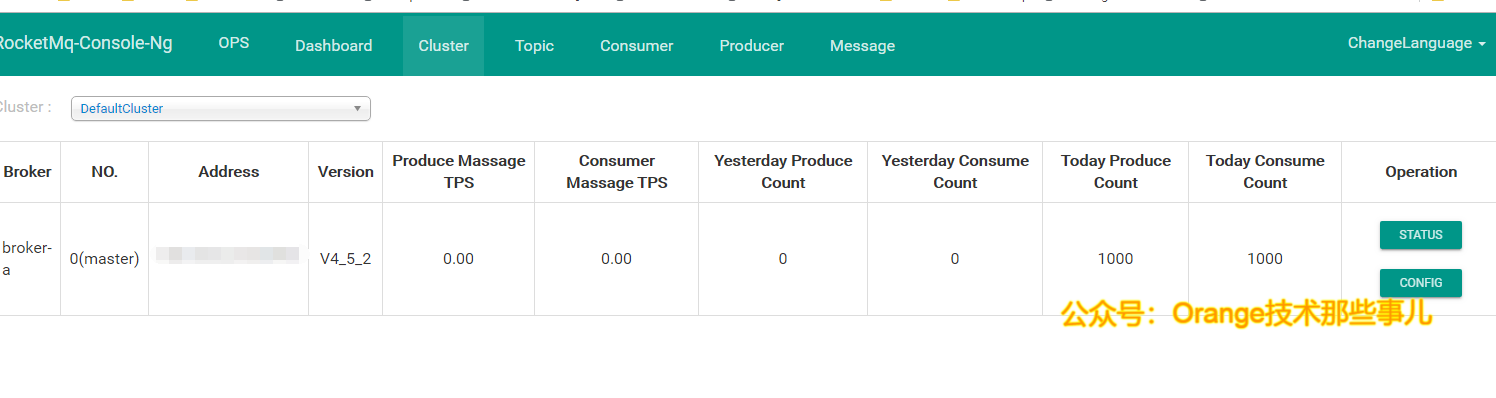 RocketMq-Console-Ng OPS Dashboard Cluster Topic Consumer Producer Message ChangeLanguage
Cluster : DefaultCluster
Broker NO. Address Version Produce Massage TPS Consumer Massage TPS Yesterday Produce Count Yesterday Consume Count Today Produce Count Today Consume Count Operation
broker-a 0(master) V4_5_2 0.00 0.00 0 0 1000 1000 STATUS
CONFIG
公众号：Orange技术那些事儿